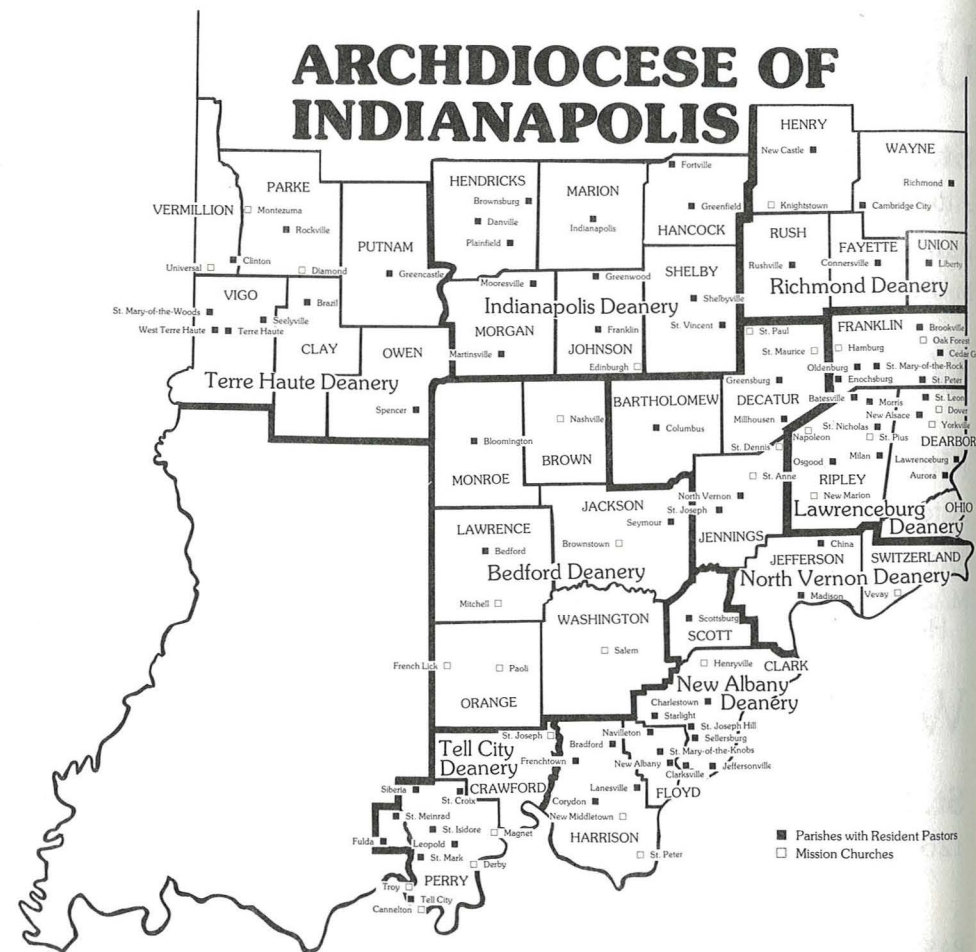 ARCHDIOCESE OF
INDIANAPOLIS
HENRY
New Castle
Knightstown
WAYNE
Richmond
Cambridge City
VERMILLION
PARKE
Montezuma
Rockville
Clinton
Universal
Diamond
PUTNAM
Greencastle
HENDRICKS
Brownsburg
Danville
Plainfield
MARION
Indianapolis
Fortville
Greenfield
HANCOCK
RUSH
Rushville
FAYETTE
Connersville
UNION
Liberty
Richmond Deanery
VIGO
St. Mary-of-the-Woods
Seelyville
West Terre Haute
Terre Haute
Brazil
CLAY
OWEN
Spencer
Terre Haute Deanery
Mooresville
MORGAN
Martinsville
Greenwood
Indianapolis Deanery
Franklin
JOHNSON
Edinburgh
SHELBY
Shelbyville
St. Vincent
St. Paul
St. Maurice
Greensburg
DECATUR
Millhousen
St. Dennis
FRANKLIN
Brookville
Oak Forest
Hamburg
Cedar G
Oldenburg
St. Mary-of-the-Rock
Enochsburg
St. Peter
Batesville
Morris
St. Leon
New Alsace
Dover
St. Nicholas
Yorkville
Napoleon
St. Pius
DEARBOR
Osgood
Milan
Lawrenceburg
Aurora
RIPLEY
New Marion
Lawrenceburg
Deanery
OHIO
Bloomington
MONROE
Nashville
BROWN
BARTHOLOMEW
Columbus
JACKSON
Seymour
Brownstown
North Vernon
St. Joseph
St. Anne
JENNINGS
LAWRENCE
Bedford
Bedford Deanery
Mitchell
China
JEFFERSON
SWITZERLAND
North Vernon Deanery
Madison
Vevay
WASHINGTON
Salem
Scottsburg
SCOTT
French Lick
Paoli
ORANGE
Henryville
CLARK
New Albany
Deanery
Charlestown
Starlight
St. Joseph Hill
Sellersburg
Navilleton
St. Mary-of-the-Knobs
New Albany
Clarksville
Jeffersonville
FLOYD
St. Joseph
Tell City
Deanery
CRAWFORD
Bradford
Frenchtown
Lanesville
Corydon
New Middletown
HARRISON
St. Peter
Siberia
St. Croix
St. Meinrad
St. Isidore
Magnet
Fulda
Leopold
St. Mark
Derby
PERRY
Troy
Tell City
Cannelton
Parishes with Resident Pastors
Mission Churches